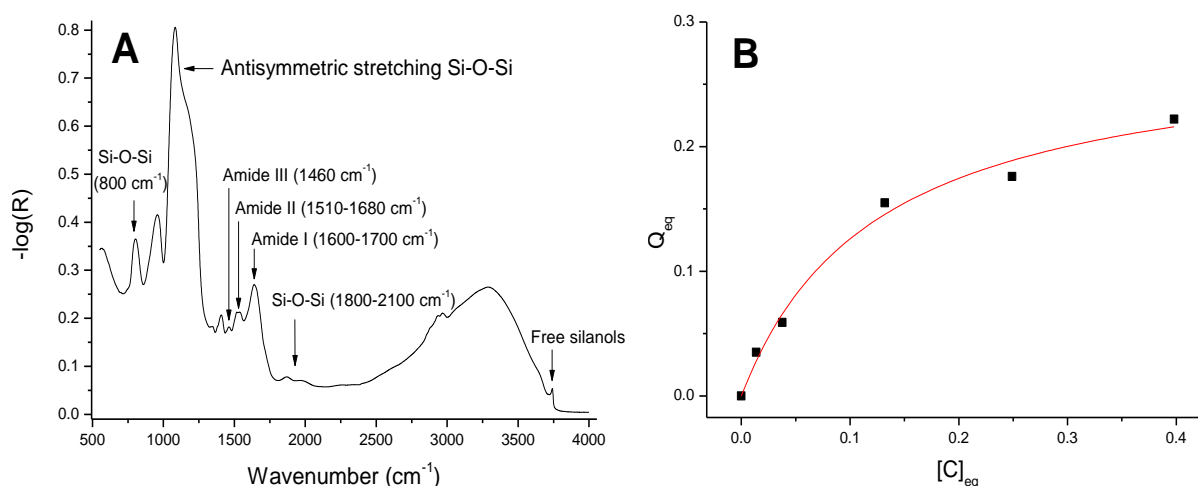 A
Antisymmetric stretching Si-O-Si
Si-O-Si
(800 cm⁻¹)
Amide III (1460 cm⁻¹)
Amide II (1510-1680 cm⁻¹)
Amide I (1600-1700 cm⁻¹)
Si-O-Si (1800-2100 cm⁻¹)
Free silanols
-log(R)
0.8
0.7
0.6
0.5
0.4
0.3
0.2
0.1
0.0
500 1000 1500 2000 2500 3000 3500 4000
Wavenumber (cm⁻¹)
B
Q_eq
0.3
0.2
0.1
0.0
0.0 0.1 0.2 0.3 0.4
[C]_eq